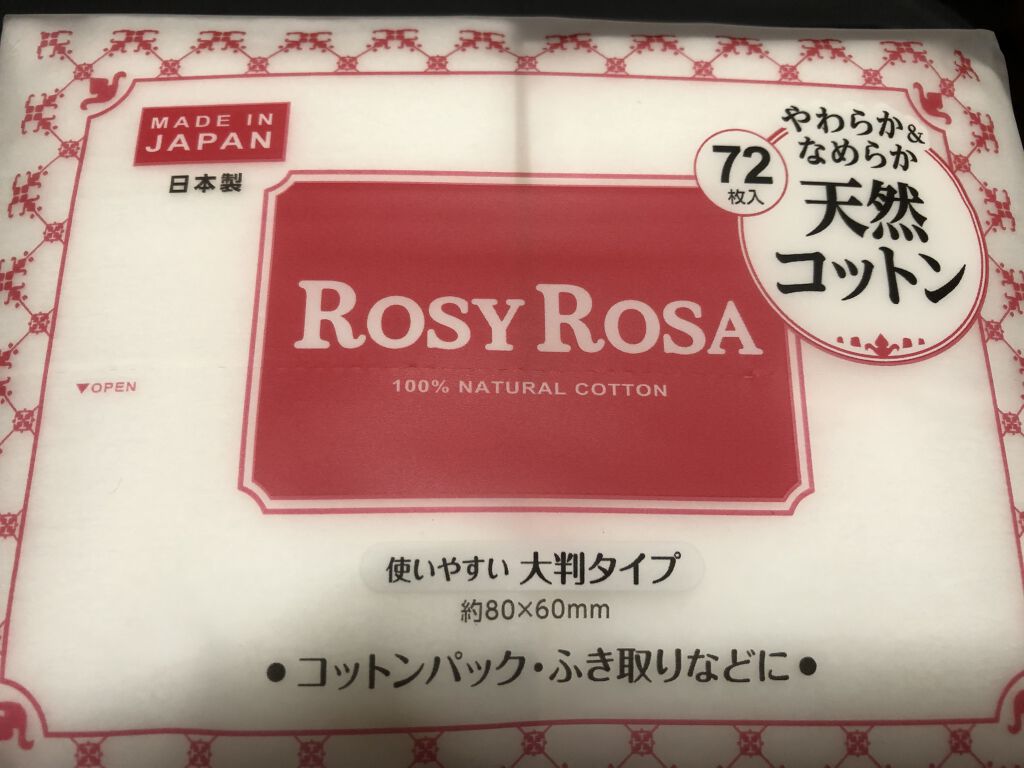 MADE IN
JAPAN
日本製
72
枚入
やわらか&
なめらか
天然
コットン
ROSY ROSA
100% NATURAL COTTON
▼OPEN
使いやすい 大判タイプ
約80×60mm
●コットンパック・ふき取りなどに●